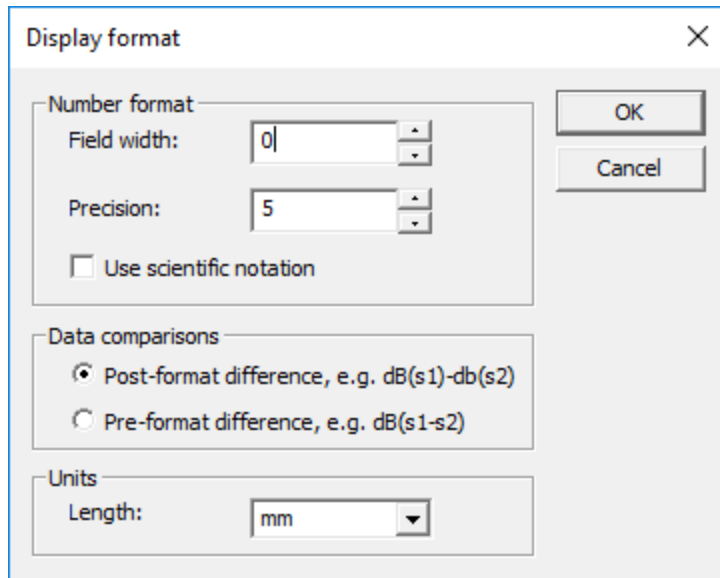 Display format
Number format
Field width: 0
Precision: 5
Use scientific notation
OK
Cancel
Data comparisons
Post-format difference, e.g. dB(s1)-db(s2)
Pre-format difference, e.g. dB(s1-s2)
Units
Length: mm